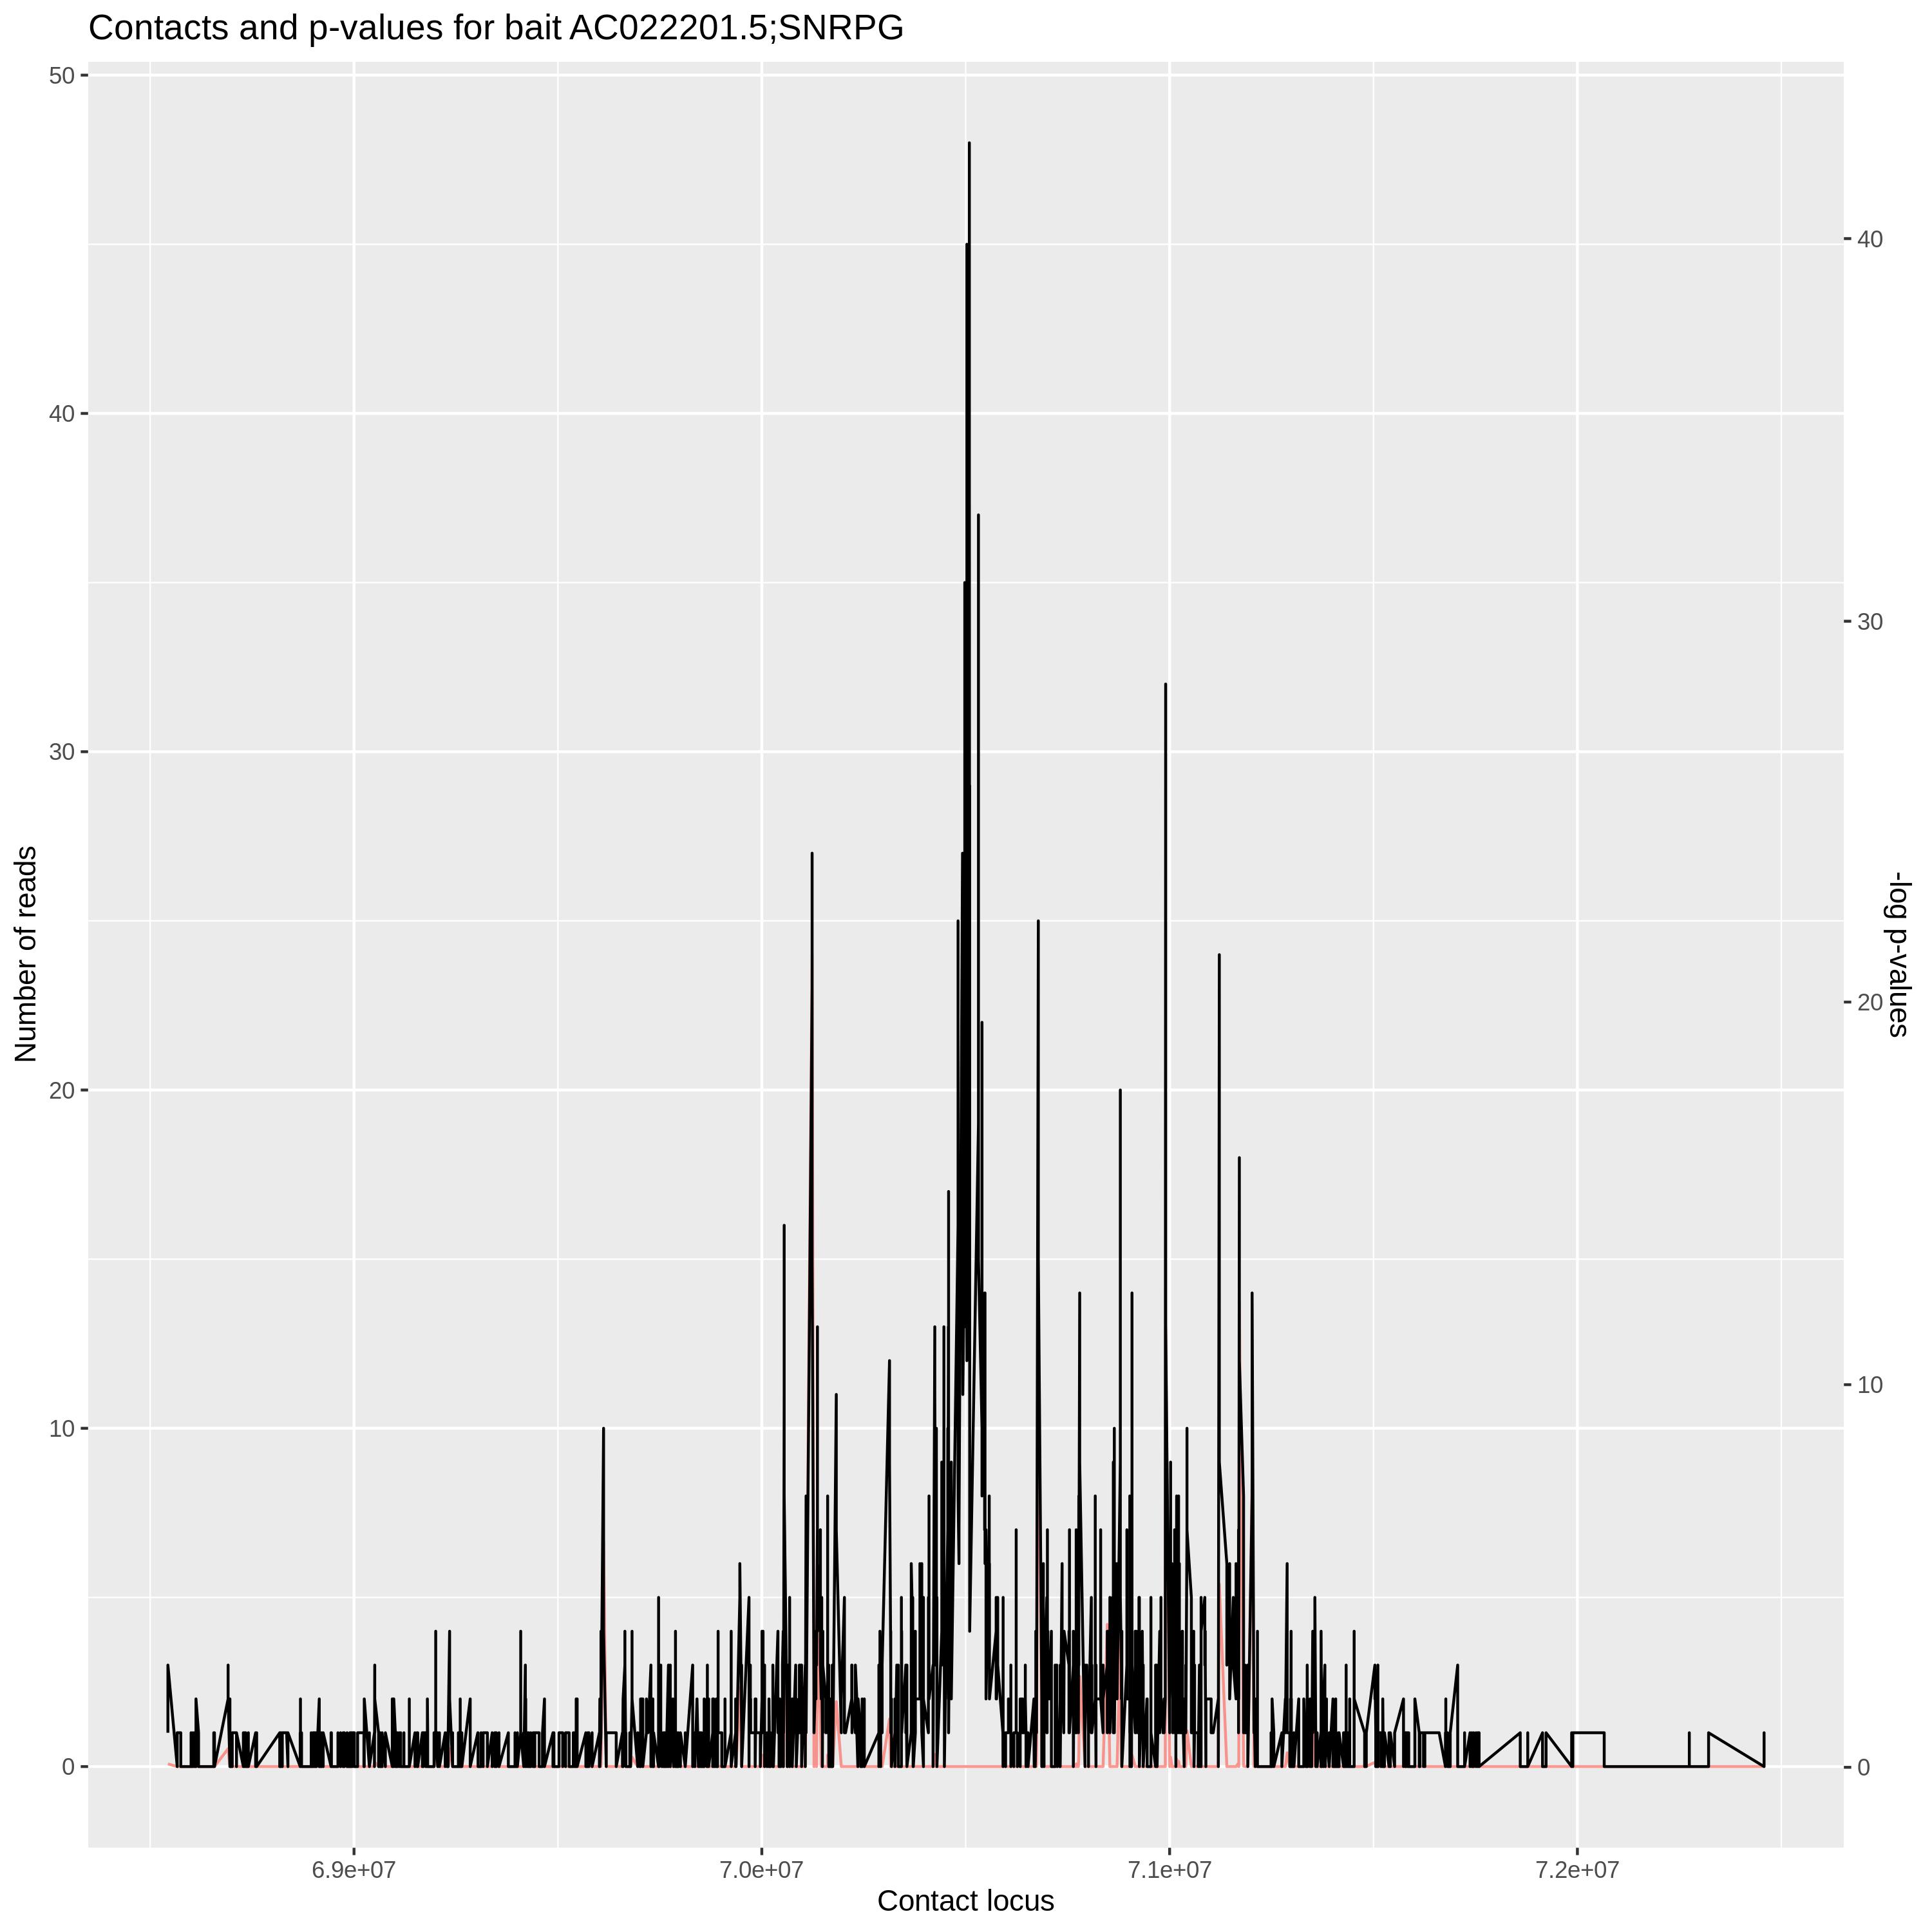 Contacts and p-values for bait AC022201.5;SNRPG
50
40
30
20
10
0
Number of reads
40
30
20
10
0
-log p-values
6.9e+07
7.0e+07
7.1e+07
7.2e+07
Contact locus